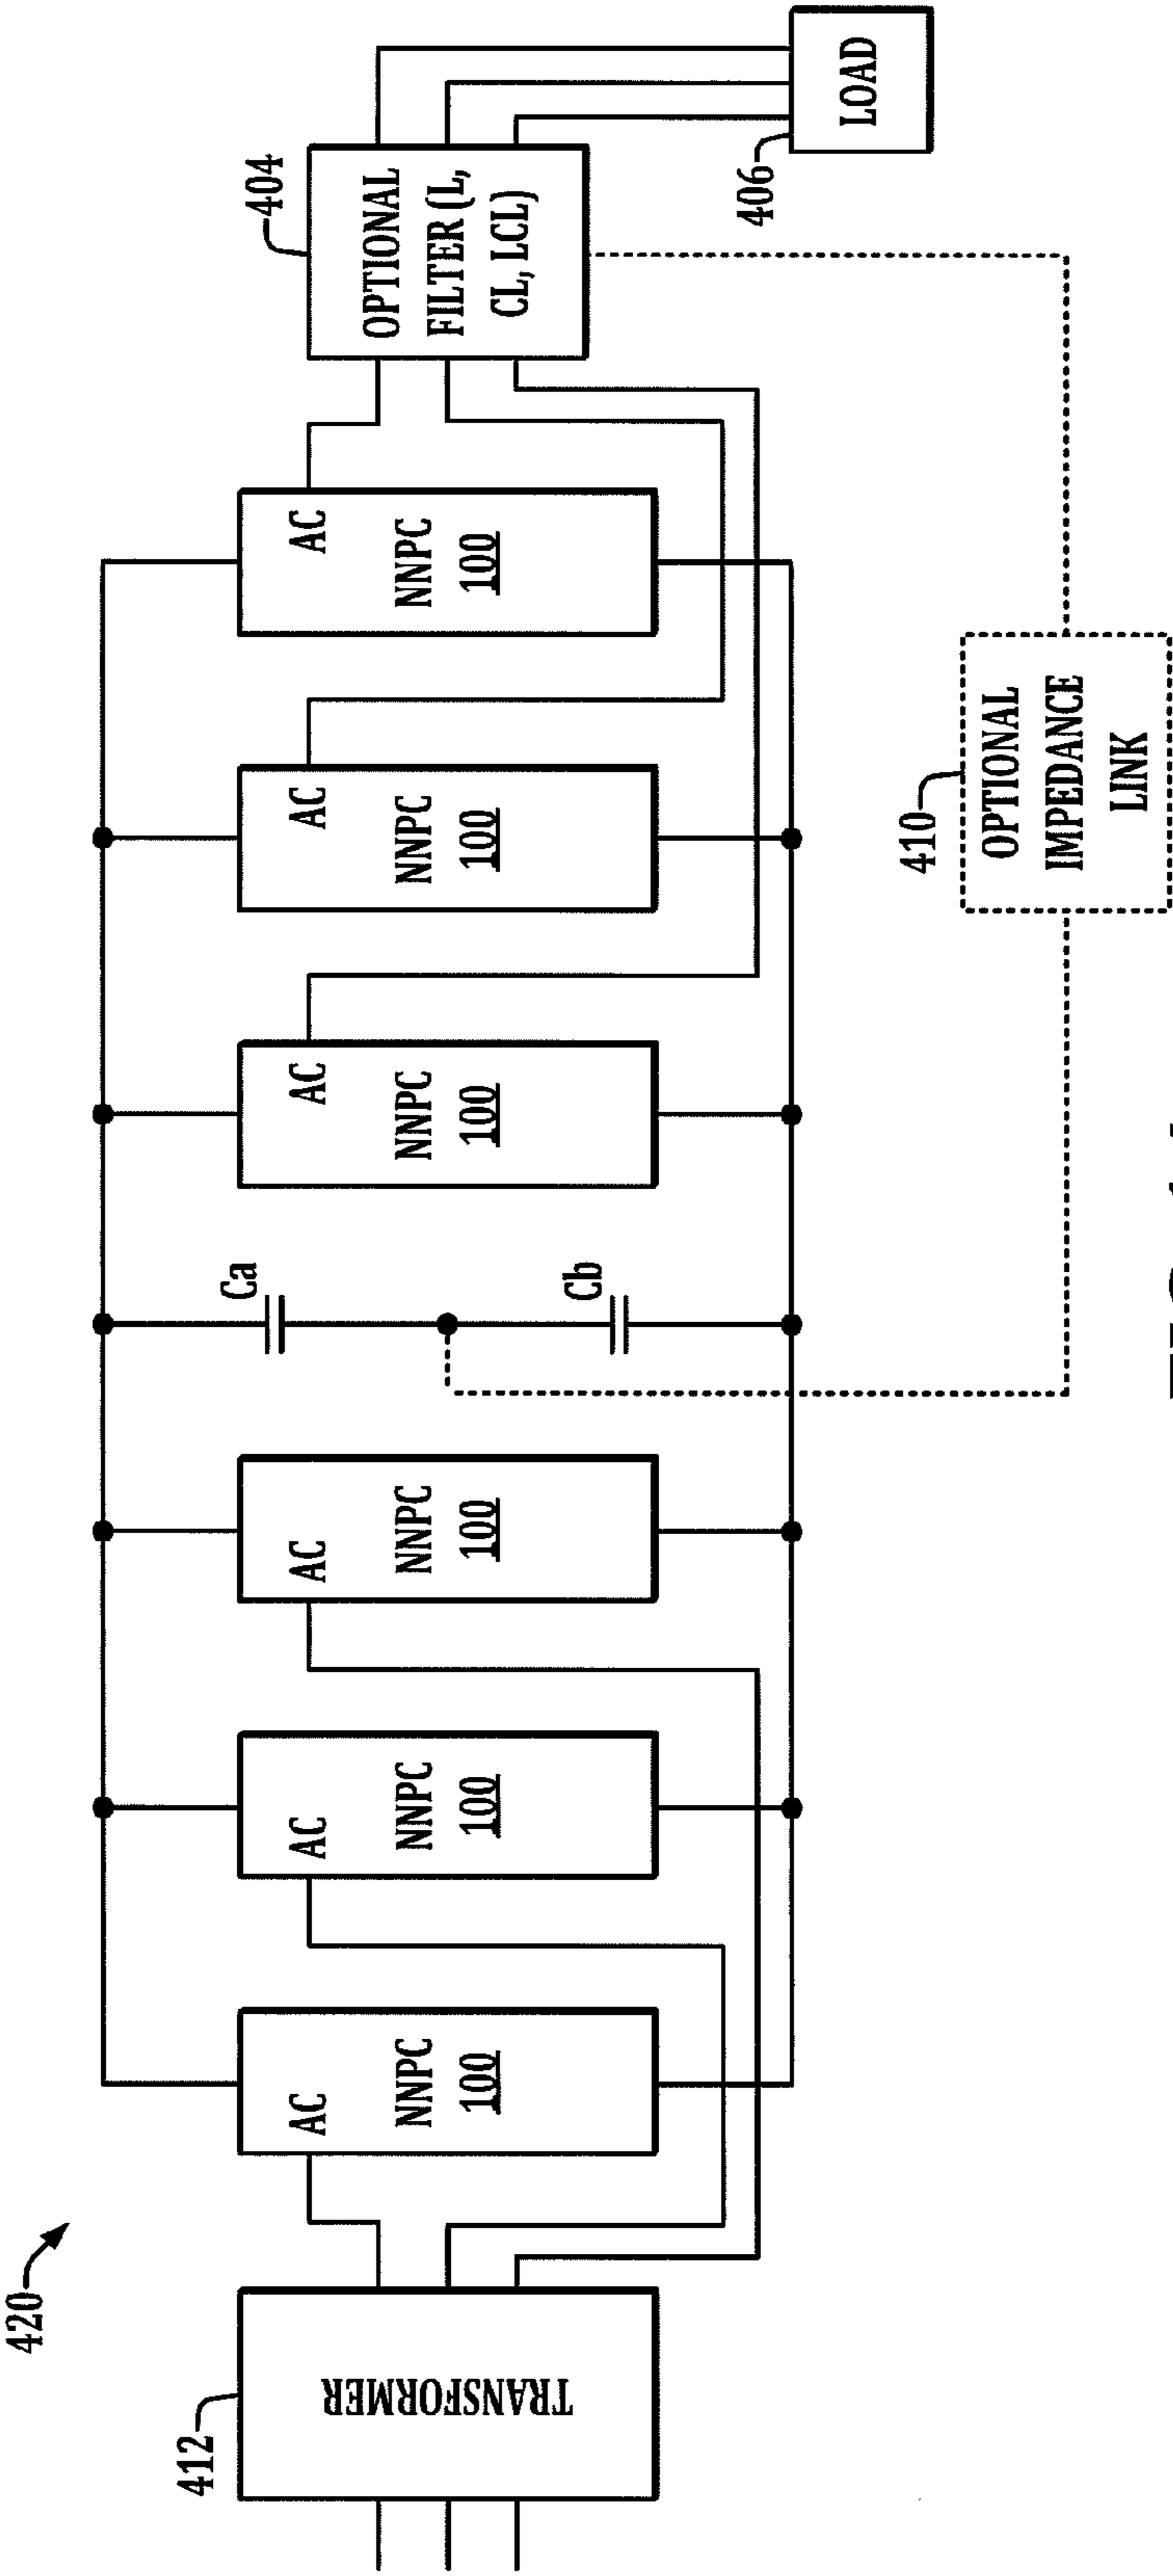 420
412
TRANSFORMER
AC
NNPC
100
AC
NNPC
100
AC
NNPC
100
Ca
Cb
AC
NNPC
100
AC
NNPC
100
AC
NNPC
100
404
OPTIONAL
FILTER (L,
CL, LCL)
406
LOAD
410
OPTIONAL
IMPEDANCE
LINK